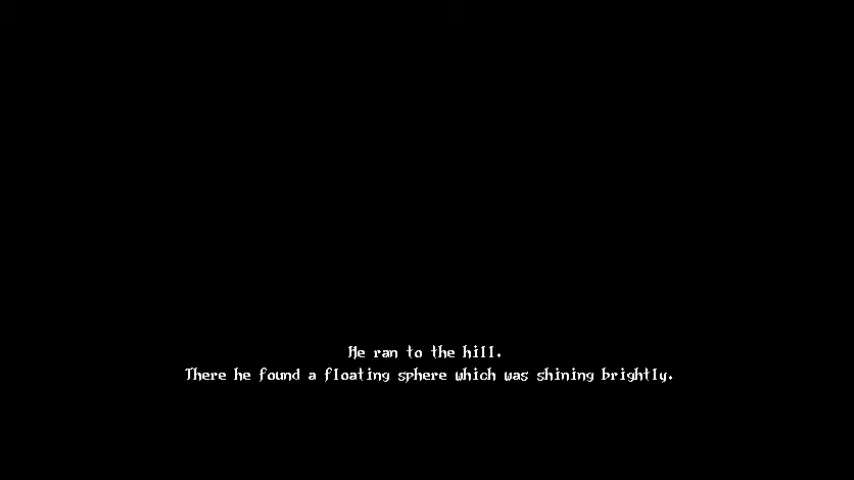 He ran to the hill.
There he found a floating sphere which was shining brightly.